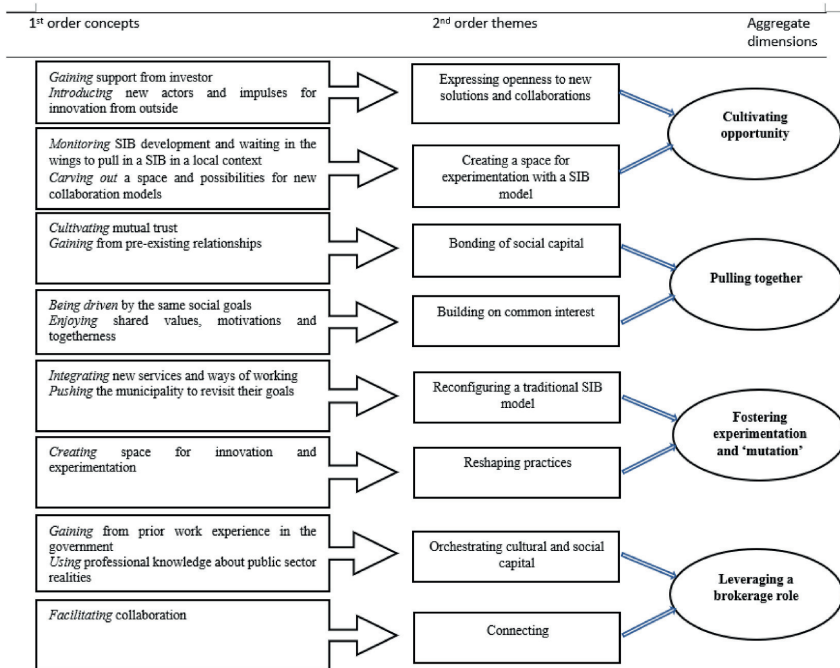 1st order concepts
2nd order themes
Aggregate
dimensions
Gaining support from investor
Introducing new actors and impulses for
innovation from outside
Expressing openness to new
solutions and collaborations
Cultivating
opportunity
Monitoring SIB development and waiting in the
wings to pull in a SIB in a local context
Carving out a space and possibilities for new
collaboration models
Creating a space for
experimentation with a SIB
model
Cultivating mutual trust
Gaining from pre-existing relationships
Bonding of social capital
Pulling together
Being driven by the same social goals
Enjoying shared values, motivations and
togetherness
Building on common interest
Integrating new services and ways of working
Pushing the municipality to revisit their goals
Reconfiguring a traditional SIB
model
Fostering
experimentation
and ‘mutation’
Creating space for innovation and
experimentation
Reshaping practices
Gaining from prior work experience in the
government
Using professional knowledge about public sector
realities
Orchestrating cultural and social
capital
Leveraging a
brokerage role
Facilitating collaboration
Connecting